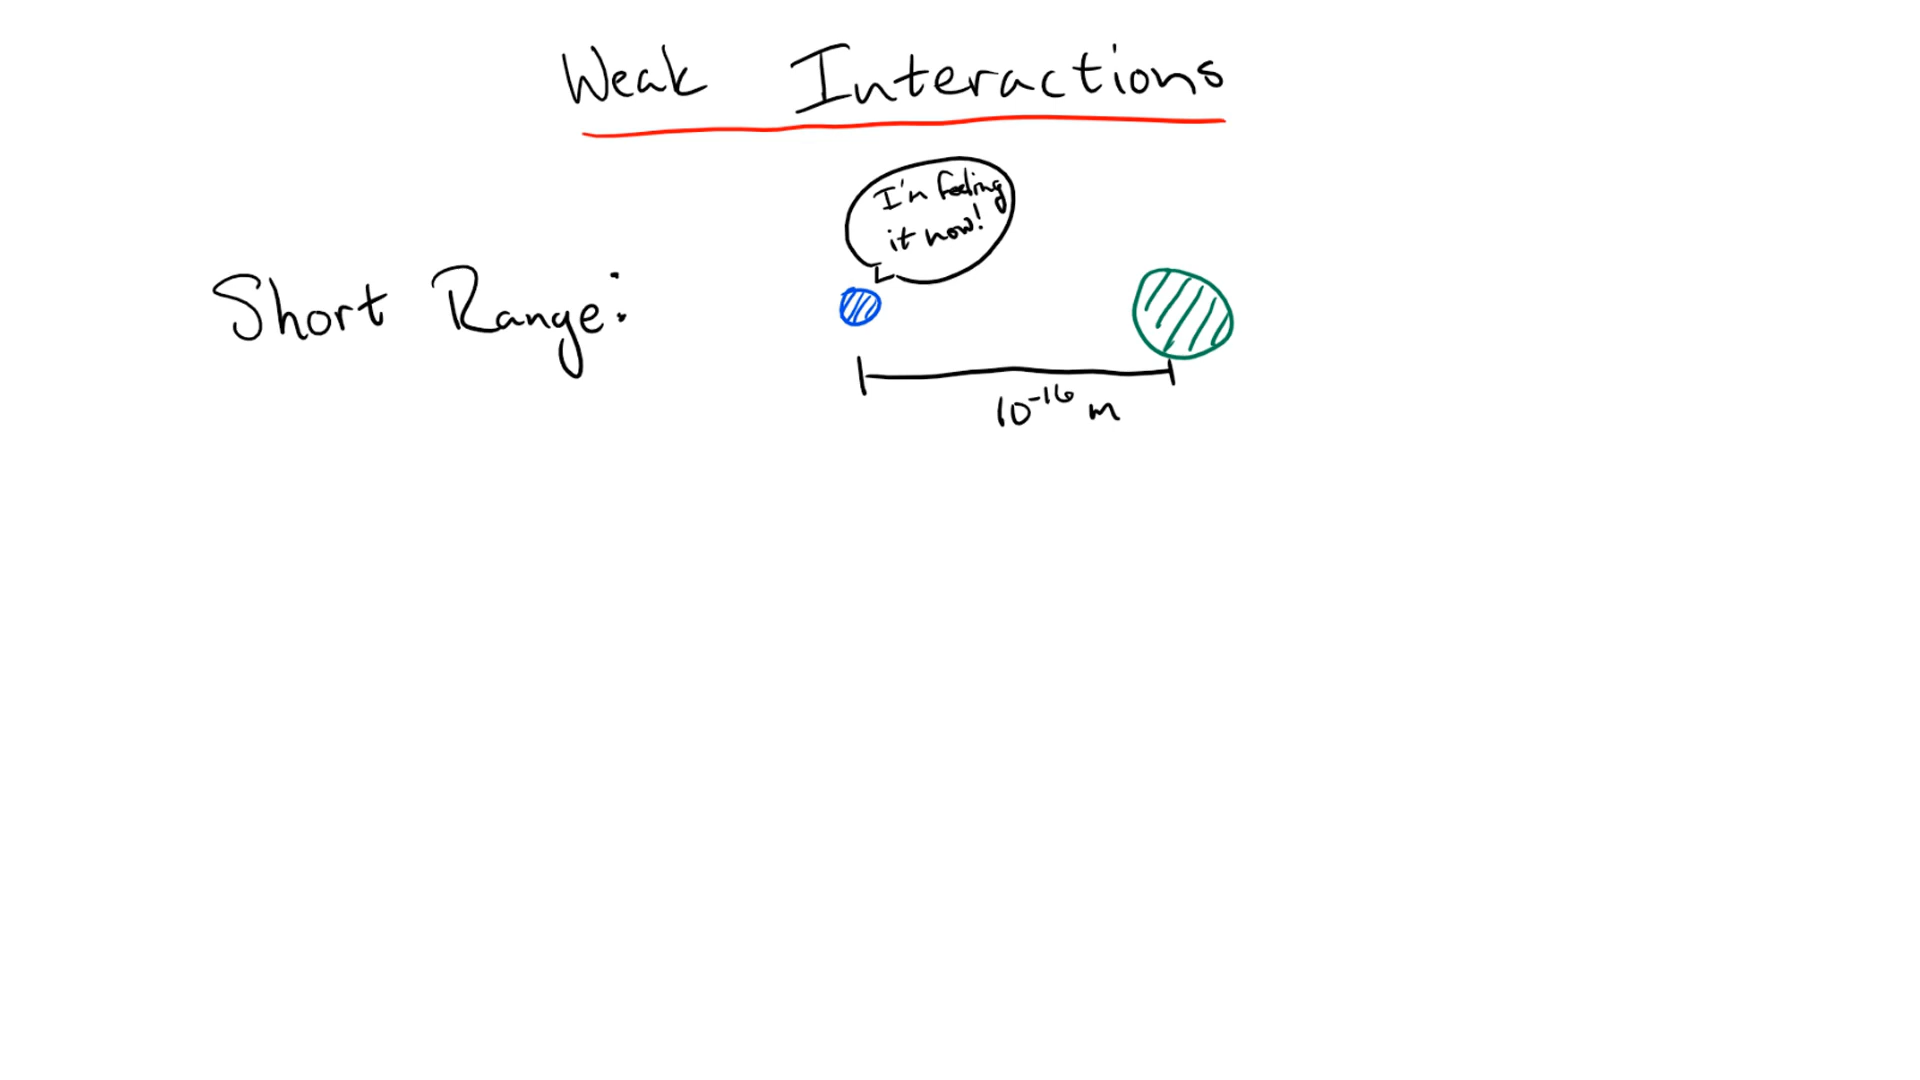 Weak Interactions
I'm feeling
it now!
Short Range:
10⁻¹⁶ m